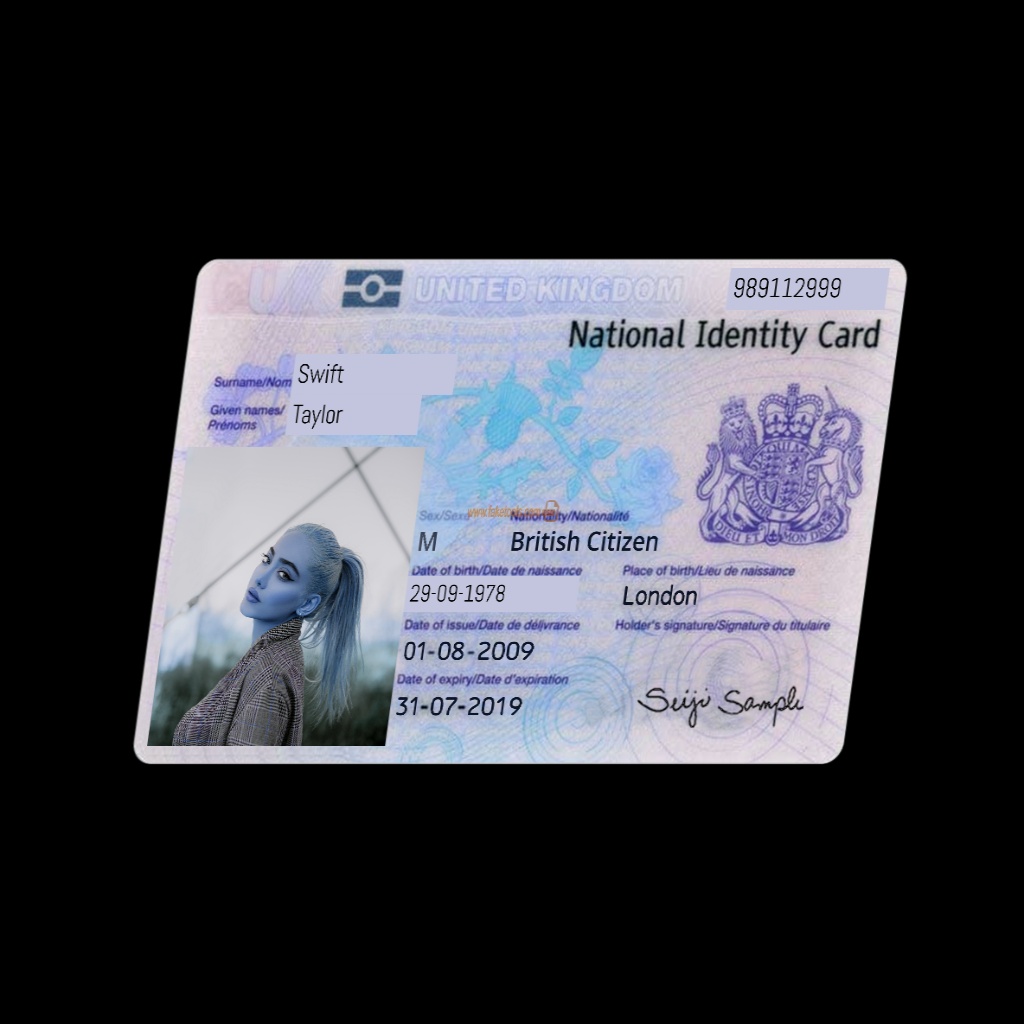 UNITED KINGDOM
989112999
National Identity Card
Surname/Nom
Swift
Given names/
Prénoms
Taylor
Sex/Sexe
Nationality/Nationalité
M
British Citizen
DIEU ET MON DROIT
Date of birth/Date de naissance
Place of birth/Lieu de naissance
29-09-1978
London
Date of issue/Date de délivrance
Holder's signature/Signature du titulaire
01-08-2009
Date of expiry/Date d'expiration
31-07-2019
Seiji Sample